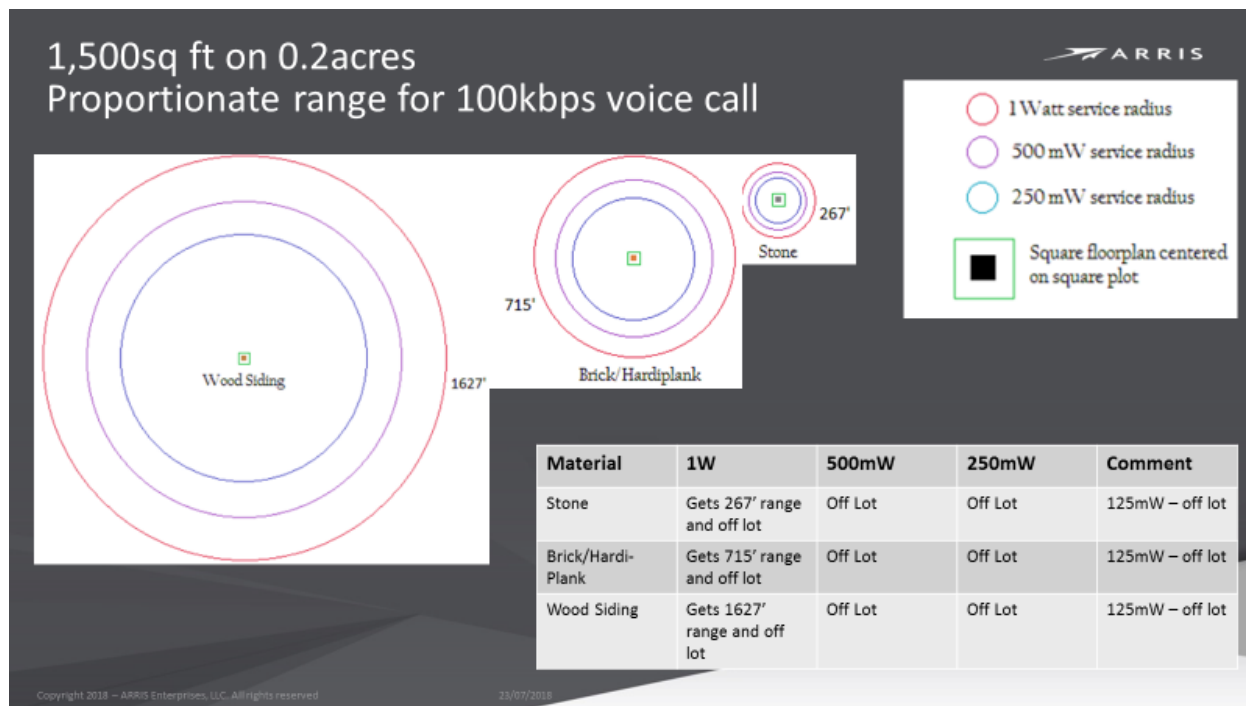 1,500sq ft on 0.2acres
Proportionate range for 100kbps voice call
ARRIS
1 Watt service radius
500 mW service radius
250 mW service radius
Square floorplan centered
on square plot
Wood Siding
1627'
715'
Brick/Hardiplank
267'
Stone
Material 1W 500mW 250mW Comment
Stone Gets 267’ range Off Lot Off Lot 125mW – off lot
and off lot
Brick/Hardi- Gets 715’ range Off Lot Off Lot 125mW – off lot
Plank and off lot
Wood Siding Gets 1627’ Off Lot Off Lot 125mW – off lot
range and off
lot
Copyright 2018 – ARRIS Enterprises, LLC. All rights reserved 23/07/2018